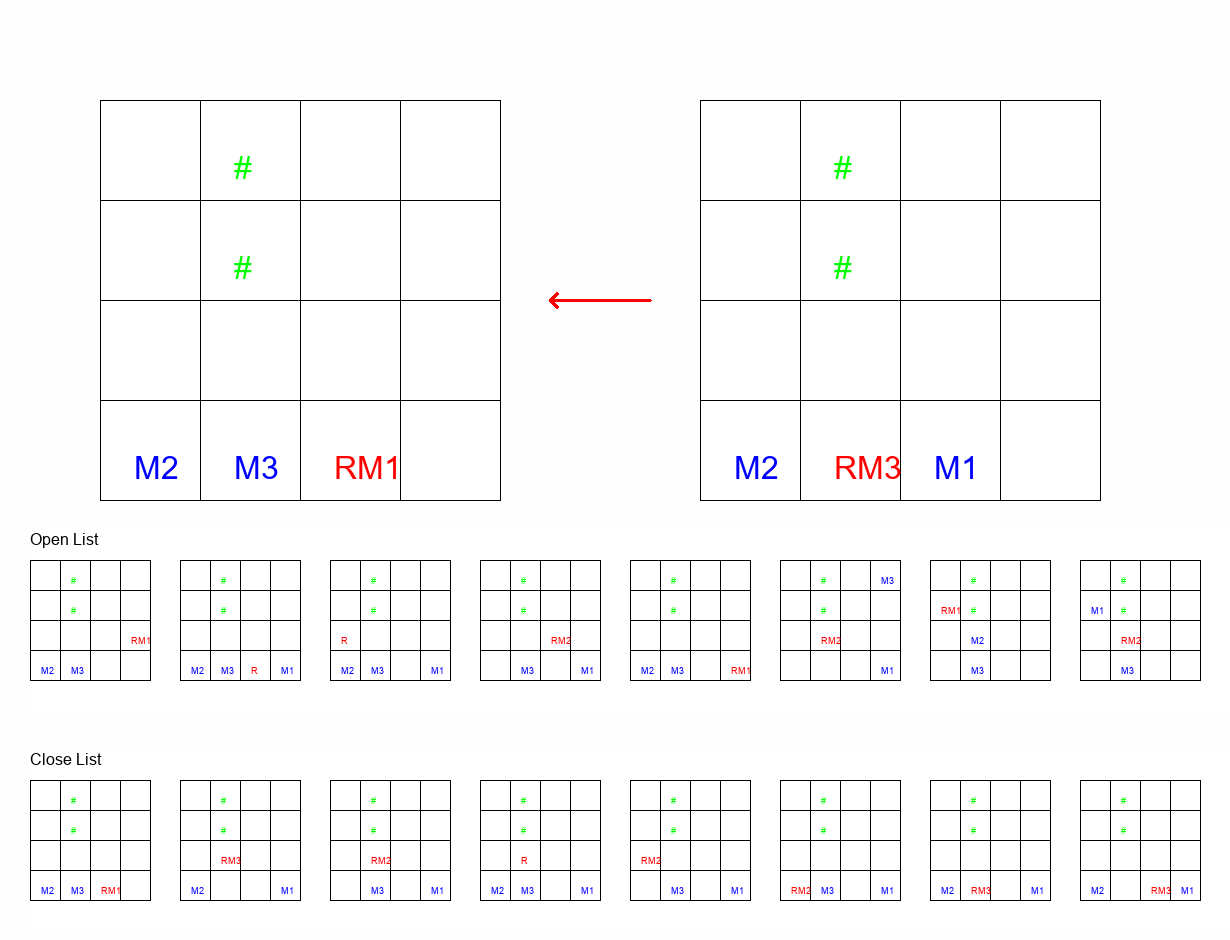 # #
# #
M2 M3 RM1 M2 RM3 M1
Open List
# # # # # M3 # # #
# # # # # # RM1 # M1 #
RM1 R RM2 RM2 M2 RM2
M2 M3 M2 M3 R M1 M2 M3 M1 M3 M1 M2 M3 RM1 M1 M3 M3
Close List
# # # # # # # #
# # # # # # # #
RM3 RM2 R RM2
M2 M3 RM1 M2 M1 M3 M1 M2 M3 M1 M3 M1 RM2 M3 M1 M2 RM3 M1 M2 RM3 M1